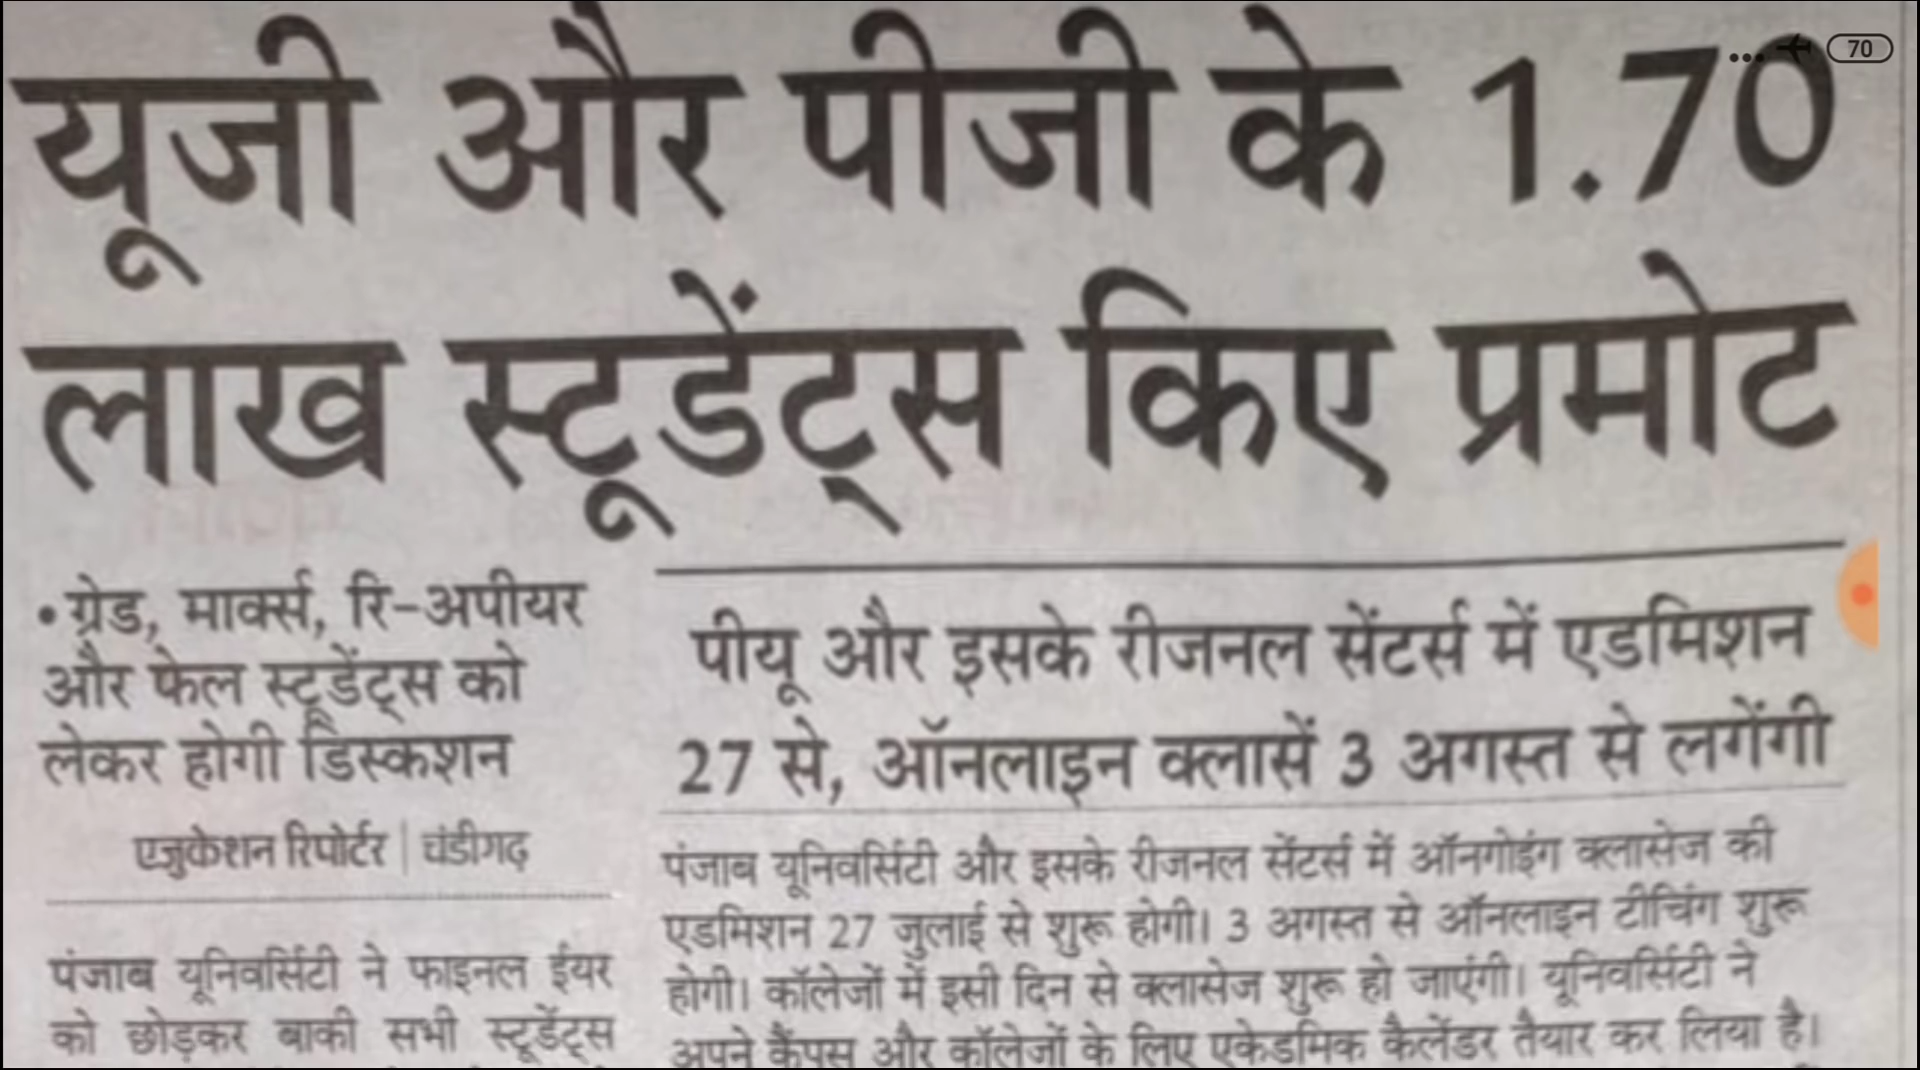 70
यूजी और पीजी के 1.70
लाख स्टूडेंट्स किए प्रमोट
•ग्रेड, मार्क्स, रि-अपीयर
और फेल स्टूडेंट्स को
लेकर होगी डिस्कशन
एजुकेशन रिपोर्टर | चंडीगढ़
पंजाब यूनिवर्सिटी ने फाइनल ईयर
को छोड़कर बाकी सभी स्टूडेंट्स
पीयू और इसके रीजनल सेंटर्स में एडमिशन
27 से, ऑनलाइन क्लासें 3 अगस्त से लगेंगी
पंजाब यूनिवर्सिटी और इसके रीजनल सेंटर्स में ऑनगोइंग क्लासेज की
एडमिशन 27 जुलाई से शुरू होगी। 3 अगस्त से ऑनलाइन टीचिंग शुरू
होगी। कॉलेजों में इसी दिन से क्लासेज शुरू हो जाएंगी। यूनिवर्सिटी ने
अपने कैंपस और कॉलेजों के लिए एकेडमिक कैलेंडर तैयार कर लिया है।